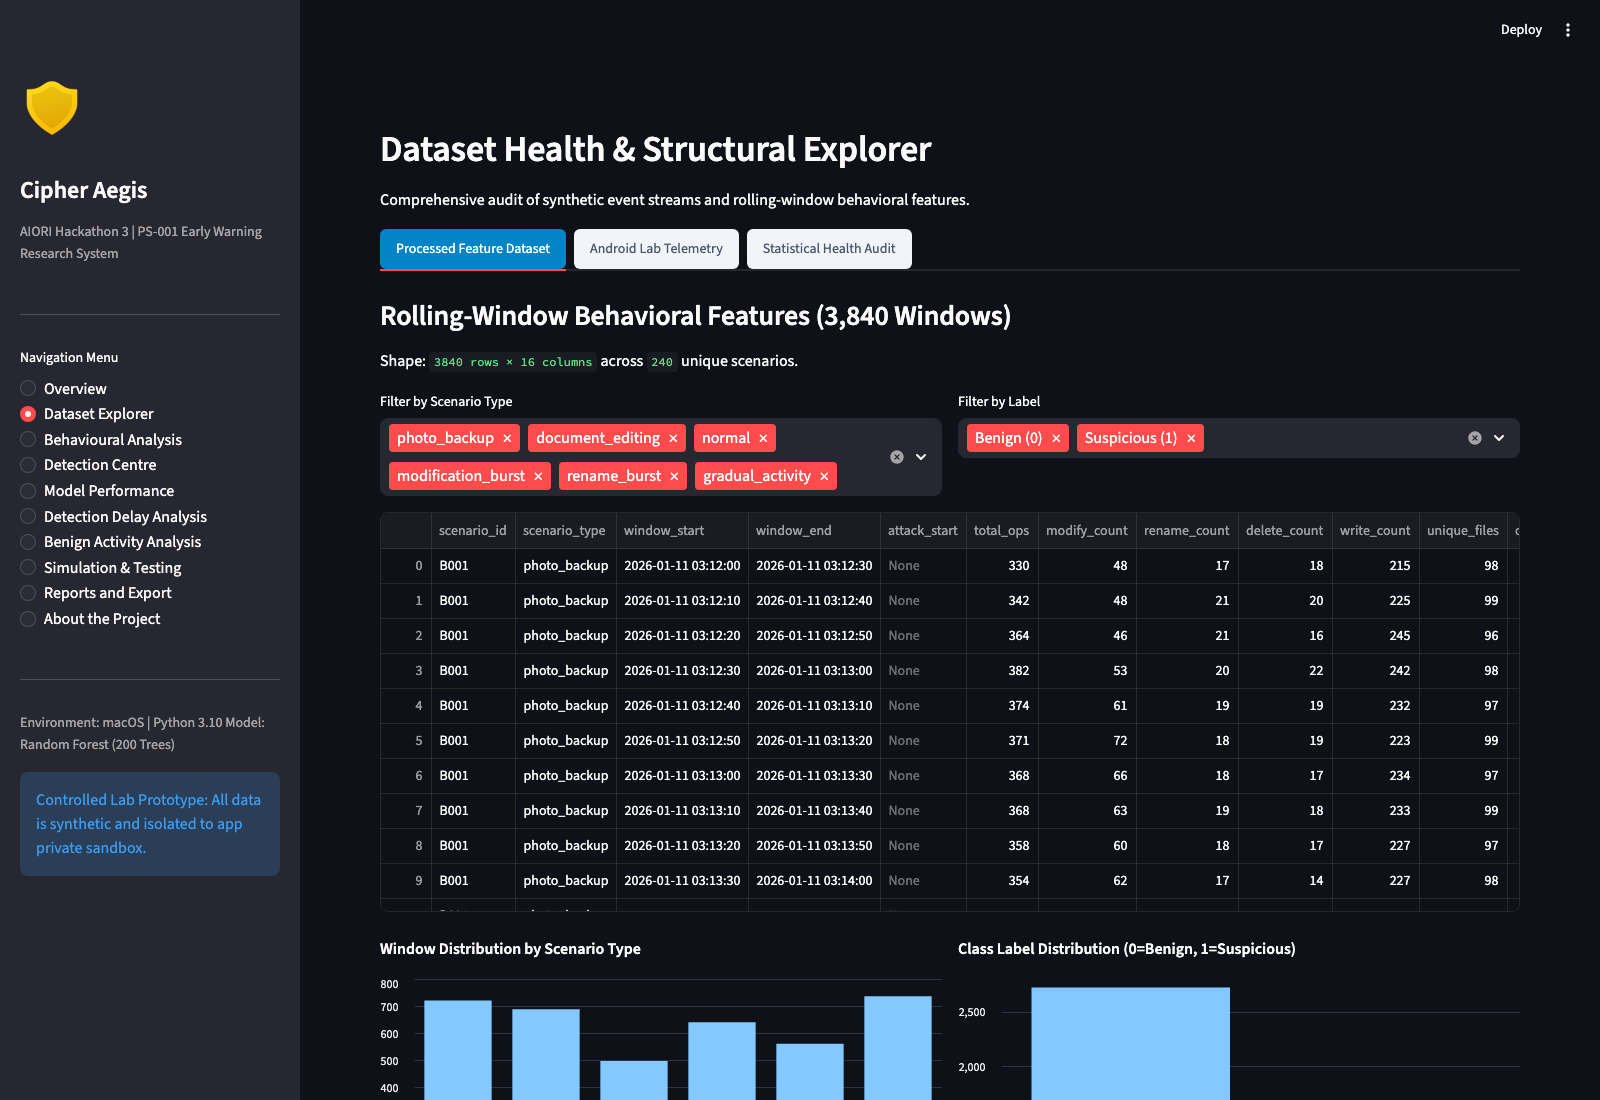 Deploy
Cipher Aegis
AIORI Hackathon 3 | PS-001 Early Warning
Research System
Navigation Menu
Overview
Dataset Explorer
Behavioural Analysis
Detection Centre
Model Performance
Detection Delay Analysis
Benign Activity Analysis
Simulation & Testing
Reports and Export
About the Project
Environment: macOS | Python 3.10 Model:
Random Forest (200 Trees)
Controlled Lab Prototype: All data
is synthetic and isolated to app
private sandbox.
Dataset Health & Structural Explorer
Comprehensive audit of synthetic event streams and rolling-window behavioral features.
Processed Feature Dataset Android Lab Telemetry Statistical Health Audit
Rolling-Window Behavioral Features (3,840 Windows)
Shape: 3840 rows × 16 columns across 240 unique scenarios.
Filter by Scenario Type
photo_backup × document_editing × normal ×
modification_burst × rename_burst × gradual_activity ×
Filter by Label
Benign (0) × Suspicious (1) ×
scenario_id scenario_type window_start window_end attack_start total_ops modify_count rename_count delete_count write_count unique_files
0 B001 photo_backup 2026-01-11 03:12:00 2026-01-11 03:12:30 None 330 48 17 18 215 98
1 B001 photo_backup 2026-01-11 03:12:10 2026-01-11 03:12:40 None 342 48 21 20 225 99
2 B001 photo_backup 2026-01-11 03:12:20 2026-01-11 03:12:50 None 364 46 21 16 245 96
3 B001 photo_backup 2026-01-11 03:12:30 2026-01-11 03:13:00 None 382 53 20 22 242 98
4 B001 photo_backup 2026-01-11 03:12:40 2026-01-11 03:13:10 None 374 61 19 19 232 97
5 B001 photo_backup 2026-01-11 03:12:50 2026-01-11 03:13:20 None 371 72 18 19 223 99
6 B001 photo_backup 2026-01-11 03:13:00 2026-01-11 03:13:30 None 368 66 18 17 234 97
7 B001 photo_backup 2026-01-11 03:13:10 2026-01-11 03:13:40 None 368 63 19 18 233 99
8 B001 photo_backup 2026-01-11 03:13:20 2026-01-11 03:13:50 None 358 60 18 17 227 97
9 B001 photo_backup 2026-01-11 03:13:30 2026-01-11 03:14:00 None 354 62 17 14 227 98
Window Distribution by Scenario Type
800
700
600
500
400
Class Label Distribution (0=Benign, 1=Suspicious)
2,500
2,000